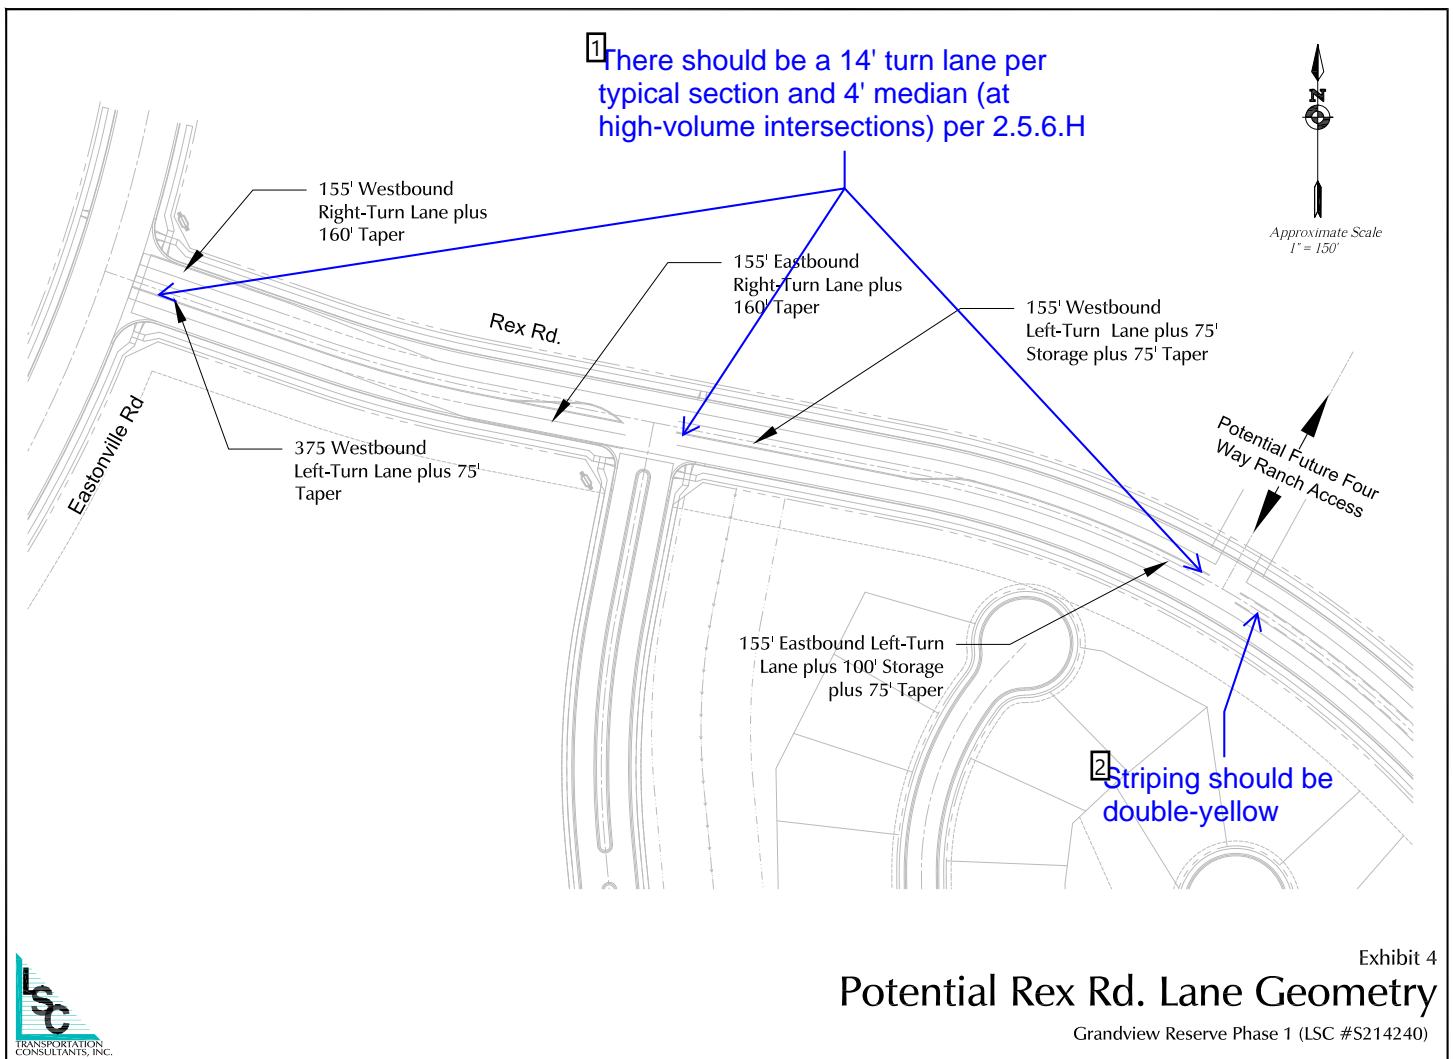 1
There should be a 14' turn lane per
typical section and 4' median (at
high-volume intersections) per 2.5.6.H
N
Approximate Scale
1" = 150'
155' Westbound
Right-Turn Lane plus
160' Taper
155' Eastbound
Right-Turn Lane plus
160' Taper
155' Westbound
Left-Turn Lane plus 75'
Storage plus 75' Taper
Rex Rd.
Eastonville Rd
375 Westbound
Left-Turn Lane plus 75'
Taper
Potential Future Four
Way Ranch Access
155' Eastbound Left-Turn
Lane plus 100' Storage
plus 75' Taper
2
Striping should be
double-yellow
Exhibit 4
Potential Rex Rd. Lane Geometry
Grandview Reserve Phase 1 (LSC #S214240)
LSC
TRANSPORTATION
CONSULTANTS, INC.